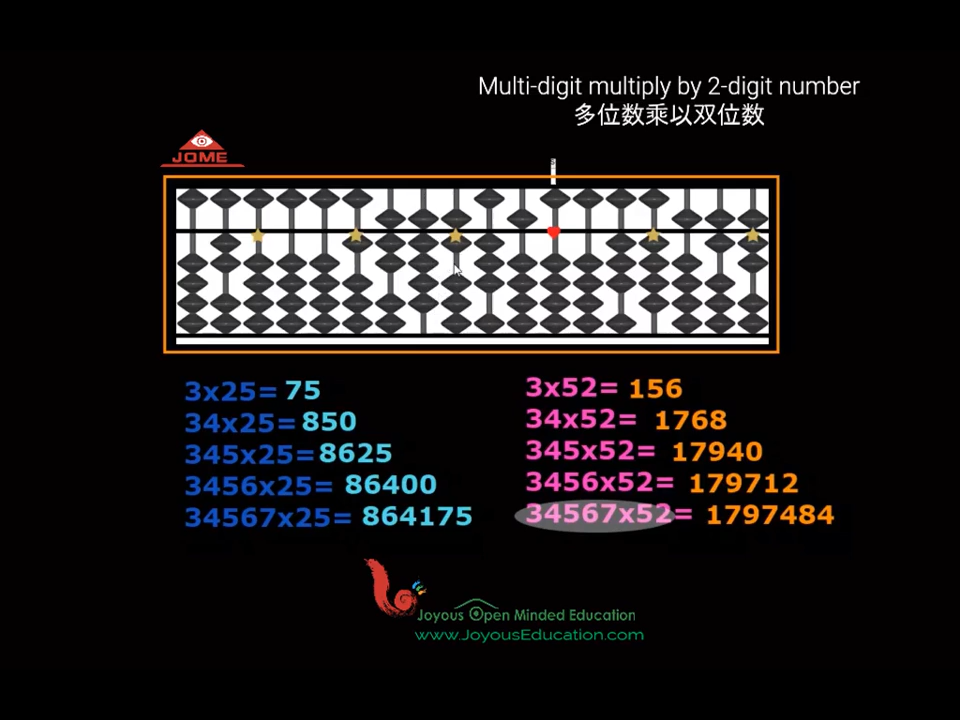 Multi-digit multiply by 2-digit number
多位数乘以双位数
JOME
3x25= 75
34x25= 850
345x25= 8625
3456x25= 86400
34567x25= 864175
3x52= 156
34x52= 1768
345x52= 17940
3456x52= 179712
34567x52= 1797484
Joyous Open Minded Education
www.JoyousEducation.com